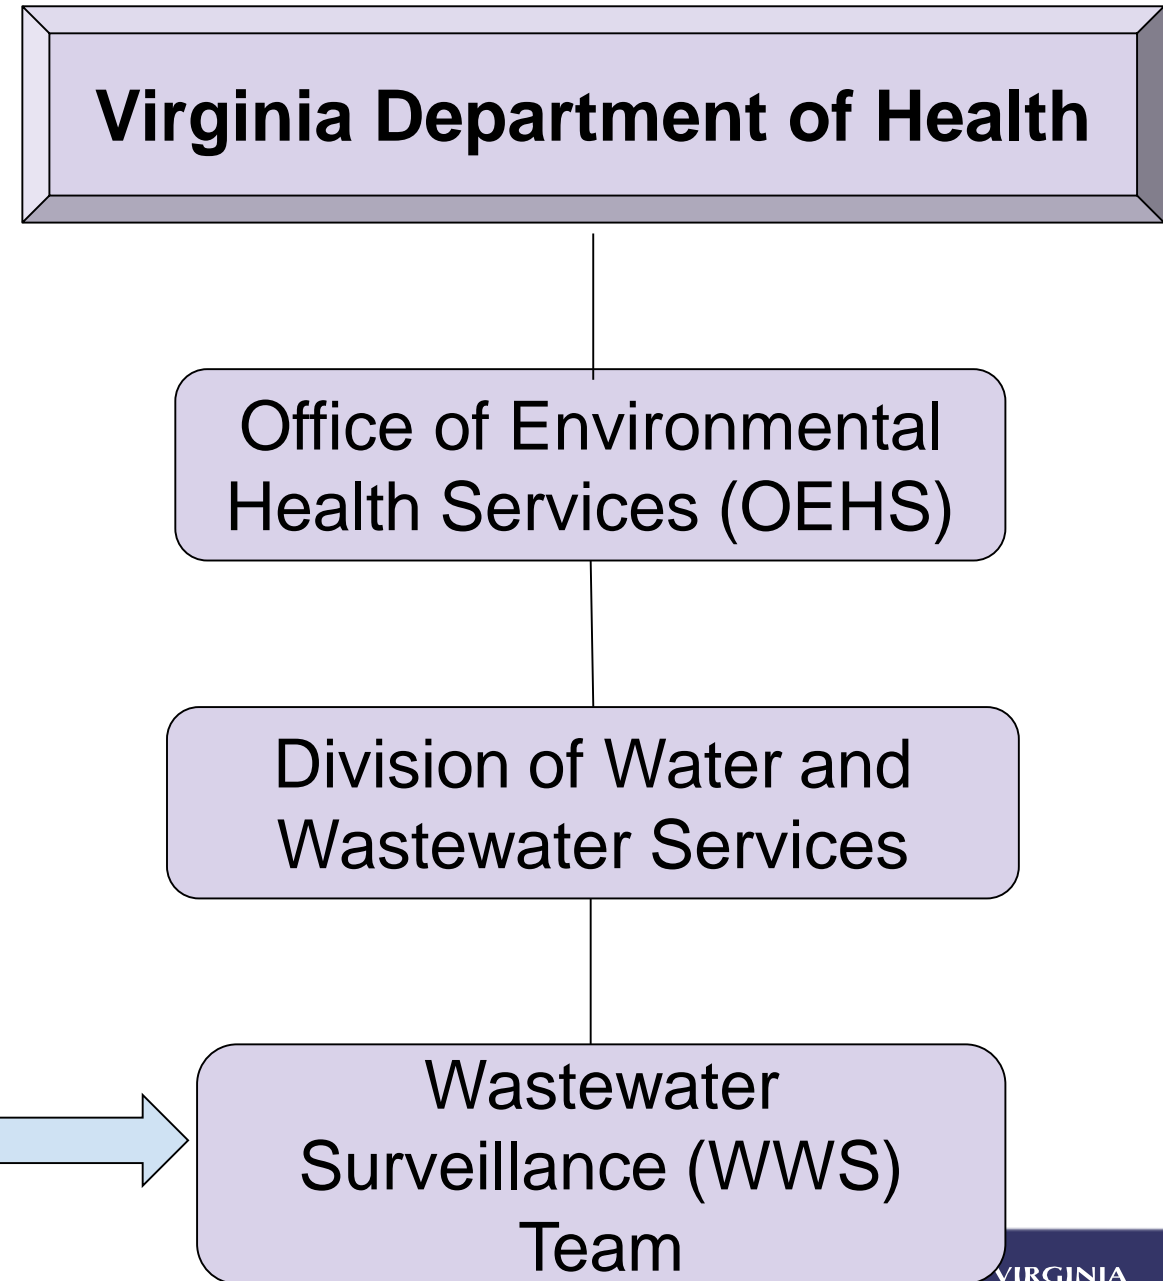 Virginia Department of Health
Office of Environmental
Health Services (OEHS)
Division of Water and
Wastewater Services
Wastewater
Surveillance (WWS)
Team
VIRGINIA